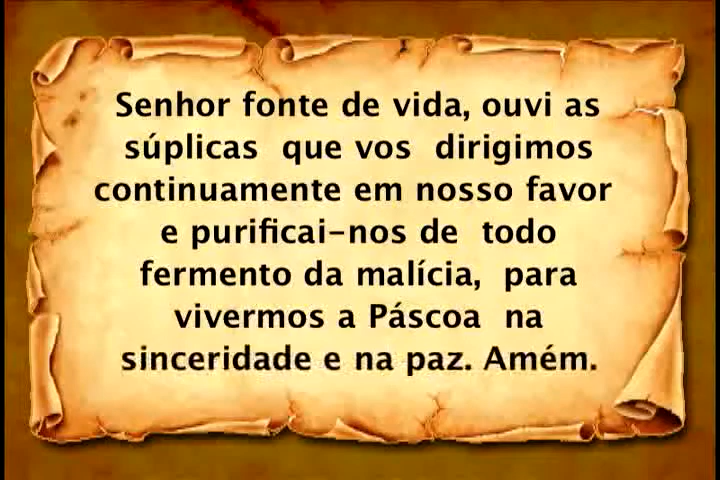 Senhor fonte de vida, ouvi as
súplicas que vos dirigimos
continuamente em nosso favor
e purificai-nos de todo
fermento da malícia, para
vivermos a Páscoa na
sinceridade e na paz. Amém.